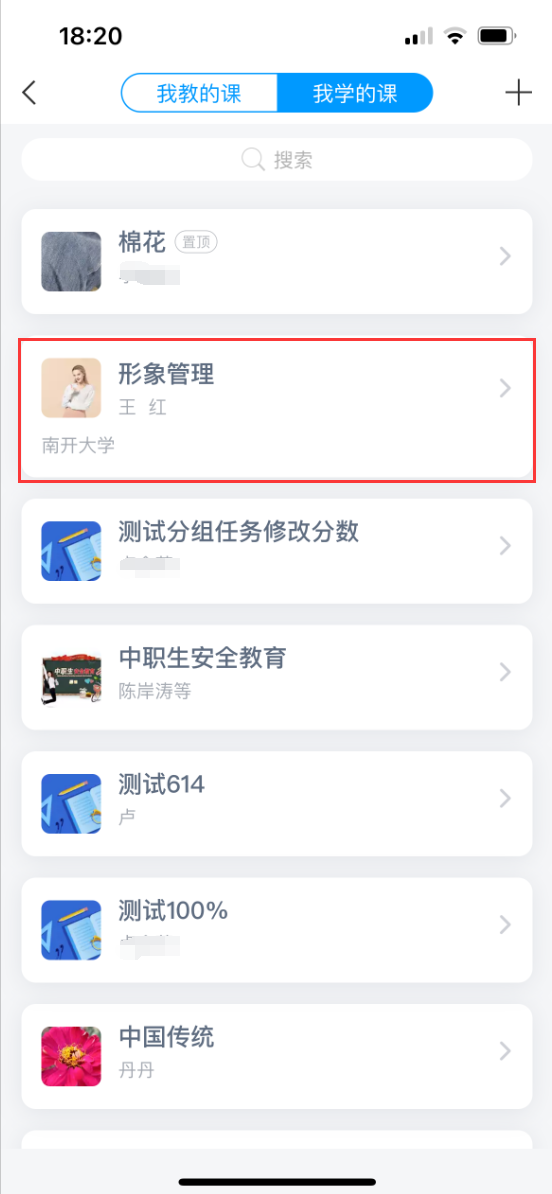 18:20
我教的课
我学的课
搜索
棉花 置顶
形象管理
王 红
南开大学
测试分组任务修改分数
中职生安全教育
陈岸涛等
测试614
卢
测试100%
中国传统
丹丹